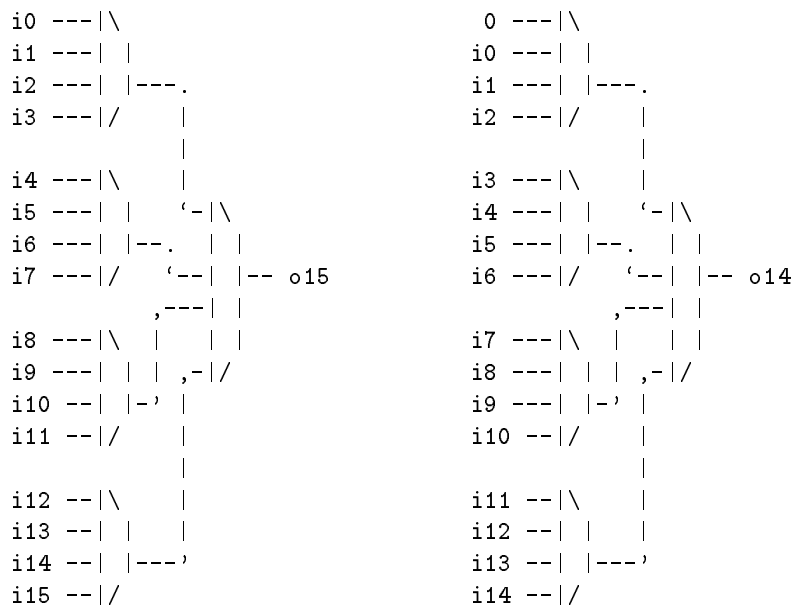 i0 ---|\                         0 ---|\
i1 ---| |                       i0 ---| |
i2 ---| |---.                   i1 ---| |---.
i3 ---|/    |                   i2 ---|/    |
            |                               |
i4 ---|\    |                   i3 ---|\    |
i5 ---| |   ‘-|\                i4 ---| |   ‘-|\
i6 ---| |--.  | |               i5 ---| |--.  | |
i7 ---|/   ‘--| |-- o15         i6 ---|/   ‘--| |-- o14
          ,---| |                         ,---| |
i8 ---|\  |   | |               i7 ---|\  |   | |
i9 ---| | | ,-|/                i8 ---| | | ,-|/
i10 --| |-’ |                   i9 ---| |-’ |
i11 --|/    |                   i10 --|/    |
            |                               |
i12 --|\    |                   i11 --|\    |
i13 --| |   |                   i12 --| |   |
i14 --| |---’                   i13 --| |---’
i15 --|/                        i14 --|/